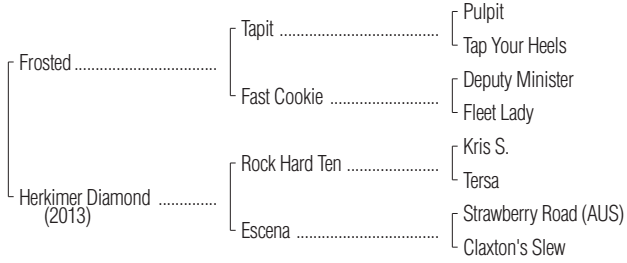 Pulpit
Tapit ................................
Tap Your Heels
Frosted ................................
Deputy Minister
Fast Cookie ......................
Fleet Lady
Kris S.
Rock Hard Ten ...................
Tersa
Herkimer Diamond .............
(2013)
Strawberry Road (AUS)
Escena .............................
Claxton's Slew